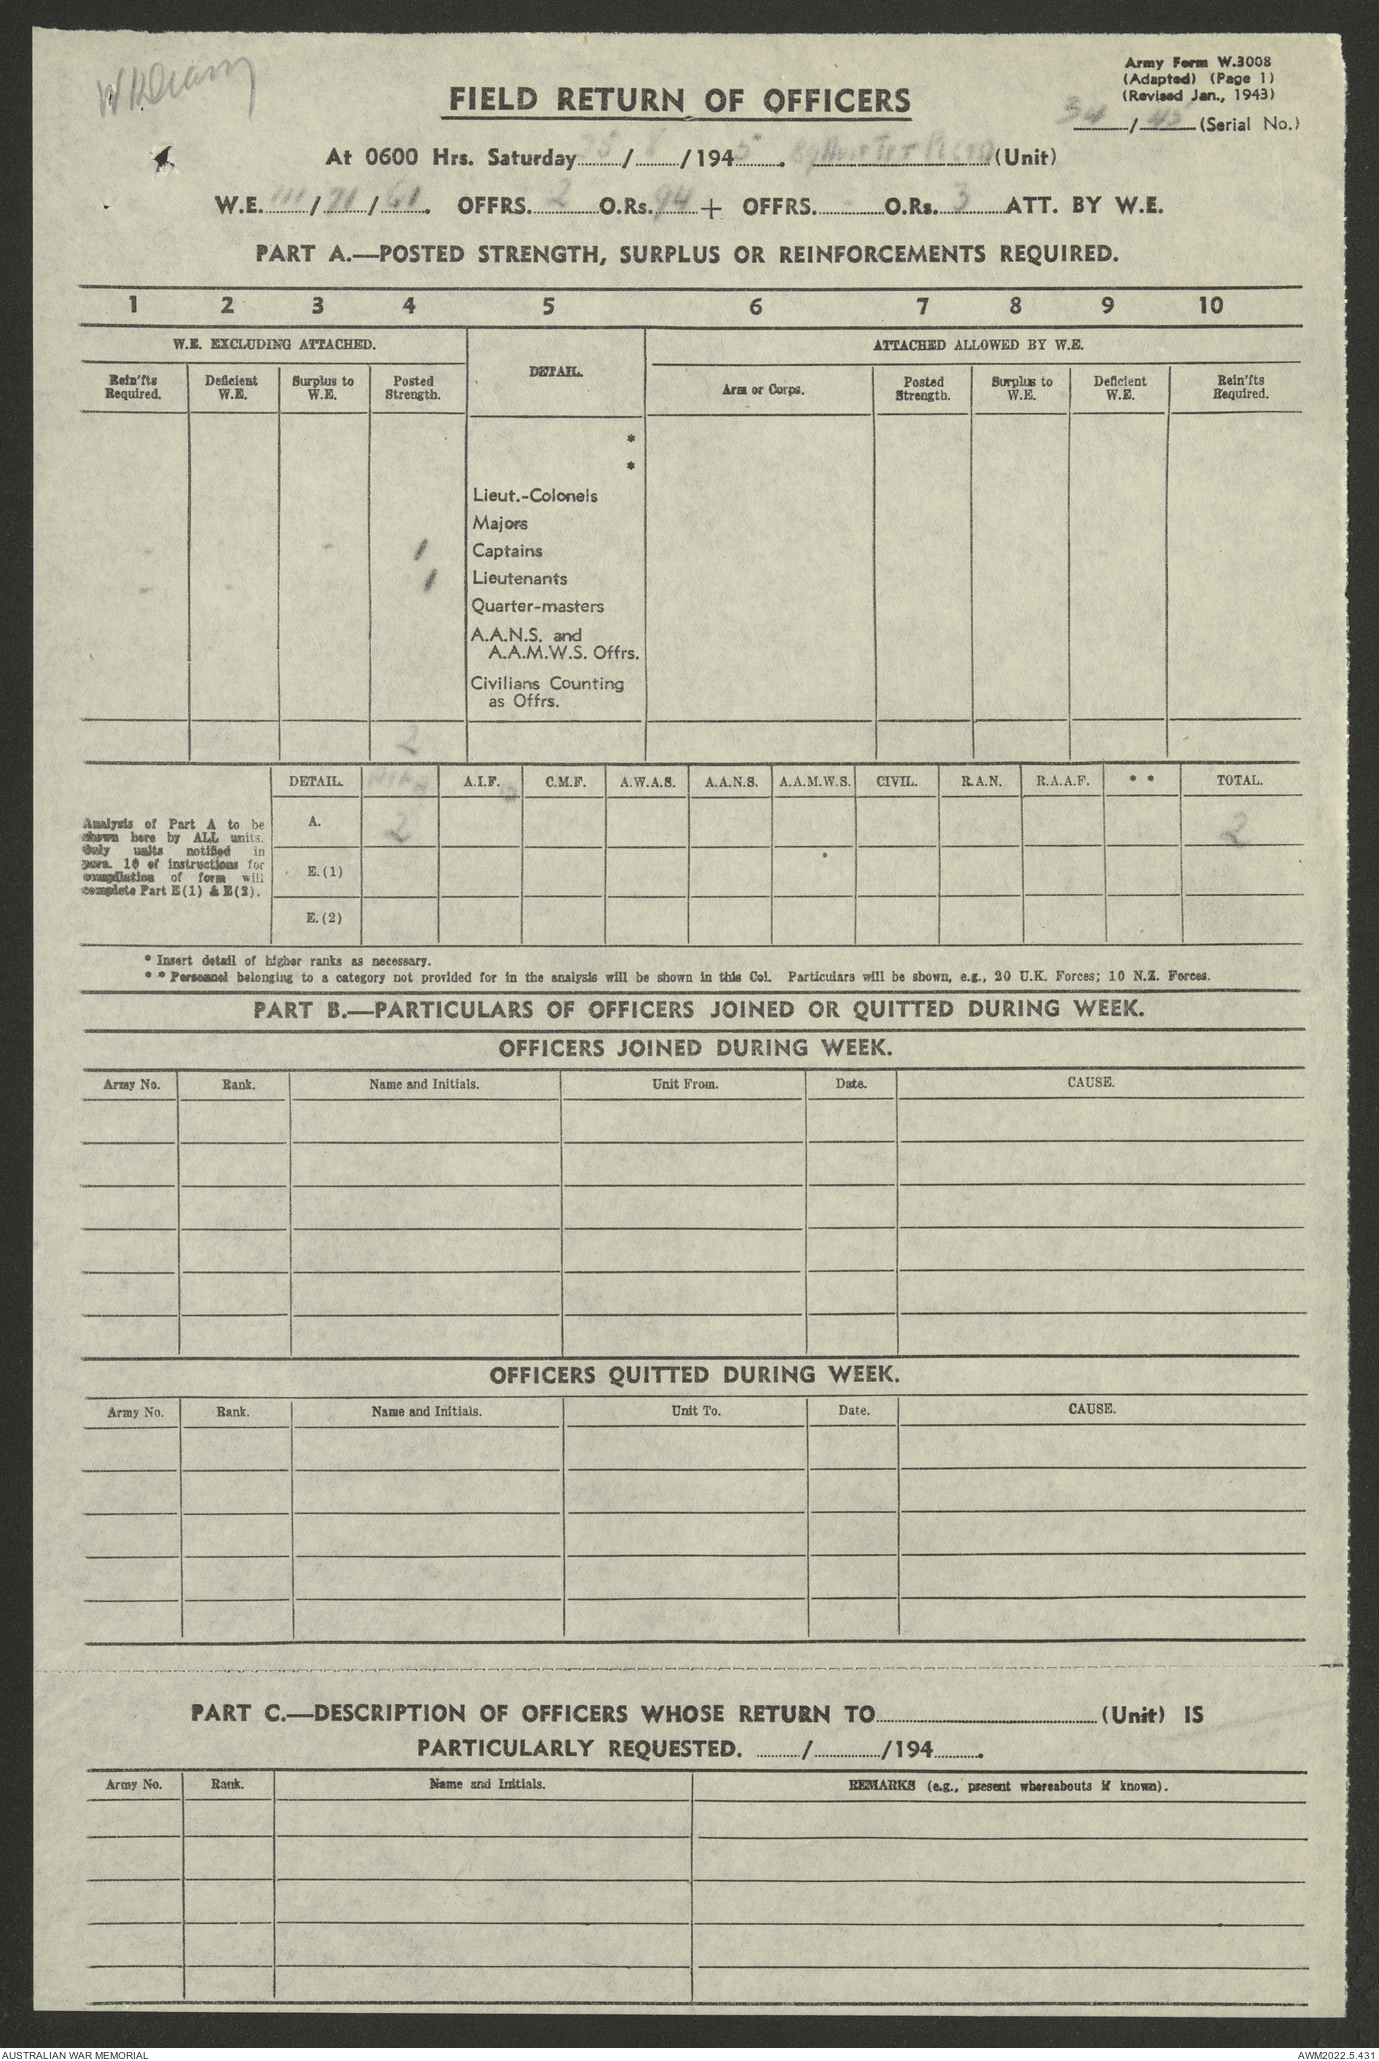 W Diary
Army Form W.3008
(Adapted) (Page 1)
(Revised Jan., 1943)
34/45 (Serial No.)
FIELD RETURN OF OFFICERS
At 0600 Hrs. Saturday 25/8/1945. (Unit)
W.E. 111/71/61. OFFRS. 2 O.Rs. 94 + OFFRS. - O.Rs. 3 ATT. BY W.E.
PART A.—POSTED STRENGTH, SURPLUS OR REINFORCEMENTS REQUIRED.
1 2 3 4 5 6 7 8 9 10
W.E. EXCLUDING ATTACHED. DETAIL. ATTACHED ALLOWED BY W.E.
Rein'fts Required. Deficient W.E. Surplus to W.E. Posted Strength. Arm or Corps. Posted Strength. Surplus to W.E. Deficient W.E. Rein'fts Required.
*
*
Lieut.-Colonels
Majors
- - - 1 Captains
- 1 Lieutenants
Quarter-masters
A.A.N.S. and
A.A.M.W.S. Offrs.
Civilians Counting
as Offrs.
2
DETAIL. A.I.F. C.M.F. A.W.A.S. A.A.N.S. A.A.M.W.S. CIVIL. R.A.N. R.A.A.F. * * TOTAL.
Analysis of Part A to be
shown here by ALL units.
Only units notified in
para. 10 of instructions for
compilation of form will
complete Part E(1) & E(2).
A. 2 2
E.(1)
E.(2)
* Insert detail of higher ranks as necessary.
* * Personnel belonging to a category not provided for in the analysis will be shown in this Col. Particulars will be shown, e.g., 20 U.K. Forces; 10 N.Z. Forces.
PART B.—PARTICULARS OF OFFICERS JOINED OR QUITTED DURING WEEK.
OFFICERS JOINED DURING WEEK.
Army No. Rank. Name and Initials. Unit From. Date. CAUSE.
OFFICERS QUITTED DURING WEEK.
Army No. Rank. Name and Initials. Unit To. Date. CAUSE.
PART C.—DESCRIPTION OF OFFICERS WHOSE RETURN TO (Unit) IS
PARTICULARLY REQUESTED. / /194 .
Army No. Rank. Name and Initials. REMARKS (e.g., present whereabouts if known).
AUSTRALIAN WAR MEMORIAL AWM2022.5.431